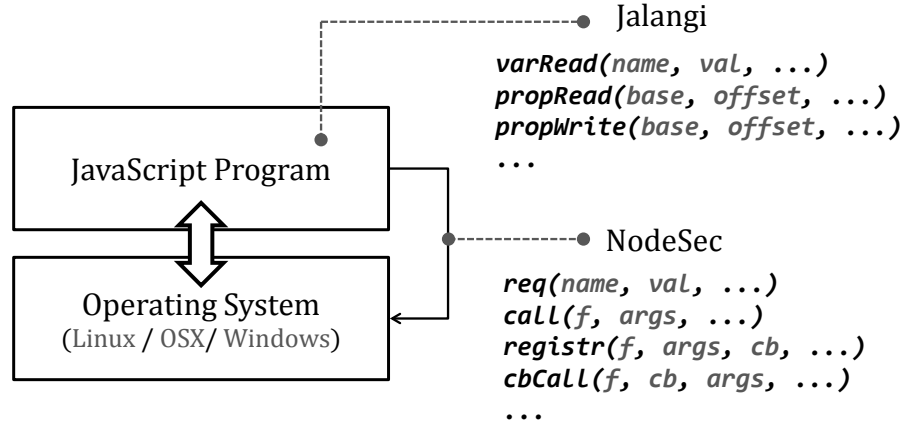 Jalangi
varRead(name, val, ...)
propRead(base, offset, ...)
propWrite(base, offset, ...)
...
JavaScript Program
NodeSec
req(name, val, ...)
call(f, args, ...)
registr(f, args, cb, ...)
cbCall(f, cb, args, ...)
...
Operating System
(Linux / OSX/ Windows)